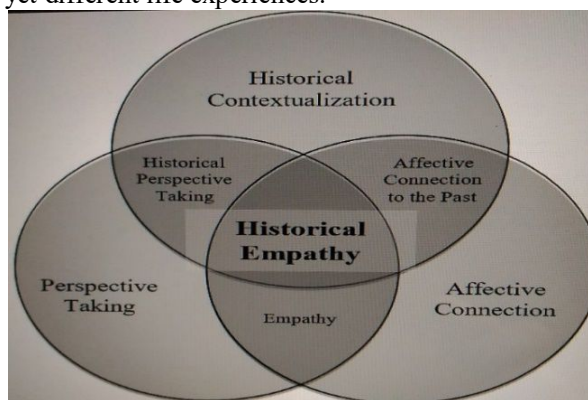 yet different life experiences.
Historical
Contextualization
Historical
Perspective
Taking
Affective
Connection
to the Past
Historical
Empathy
Perspective
Taking
Affective
Connection
Empathy